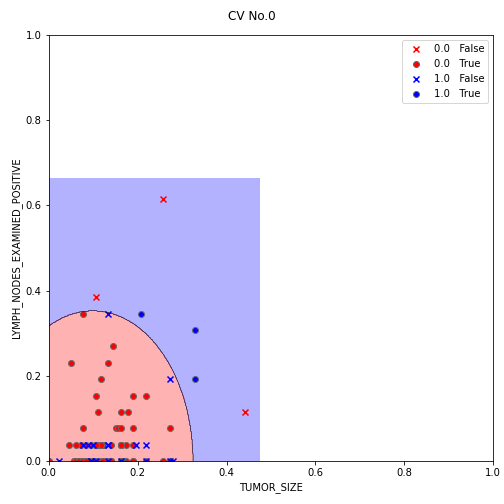 CV No.0
1.0
0.8
0.6
0.4
0.2
0.0
LYMPH_NODES_EXAMINED_POSITIVE
0.0 False
0.0 True
1.0 False
1.0 True
0.0 0.2 0.4 0.6 0.8 1.0
TUMOR_SIZE